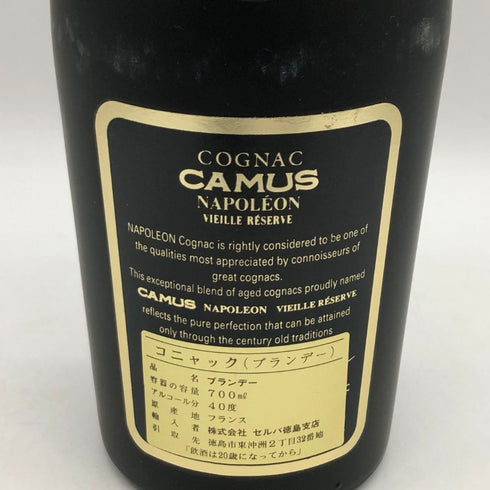 COGNAC
CAMUS
NAPOLÉON
VIEILLE RÉSERVE
NAPOLEON Cognac is rightly considered to be one of
the qualities most appreciated by connoisseurs of
great cognacs.
This exceptional blend of aged cognacs proudly named
CAMUS NAPOLEON VIEILLE RÉSERVE
reflects the pure perfection that can be attained
only through the century old traditions
コニャック(ブランデー)
品名 ブランデー
容器の容量 700mℓ
アルコール分 40度
原産地 フランス
輸入者 株式会社 セルバ徳島支店
引取先 徳島市東沖洲2丁目32番地
「飲酒は20歳になってから」